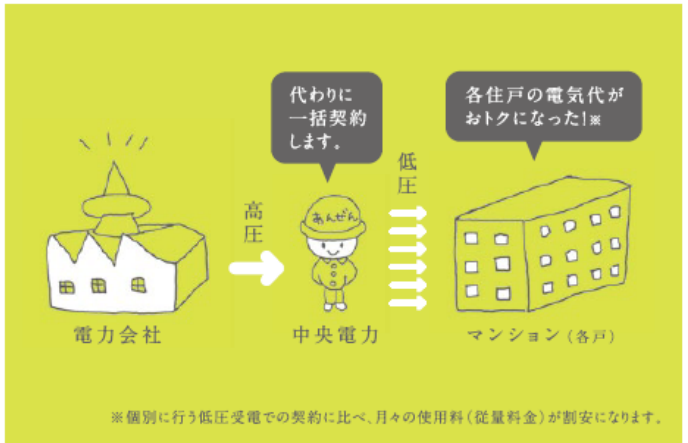 代わりに
一括契約
します。
各住戸の電気代が
おトクになった!※
高圧
低圧
あんぜん
電力会社
中央電力
マンション（各戸）
※個別に行う低圧受電での契約に比べ、月々の使用料（従量料金）が割安になります。